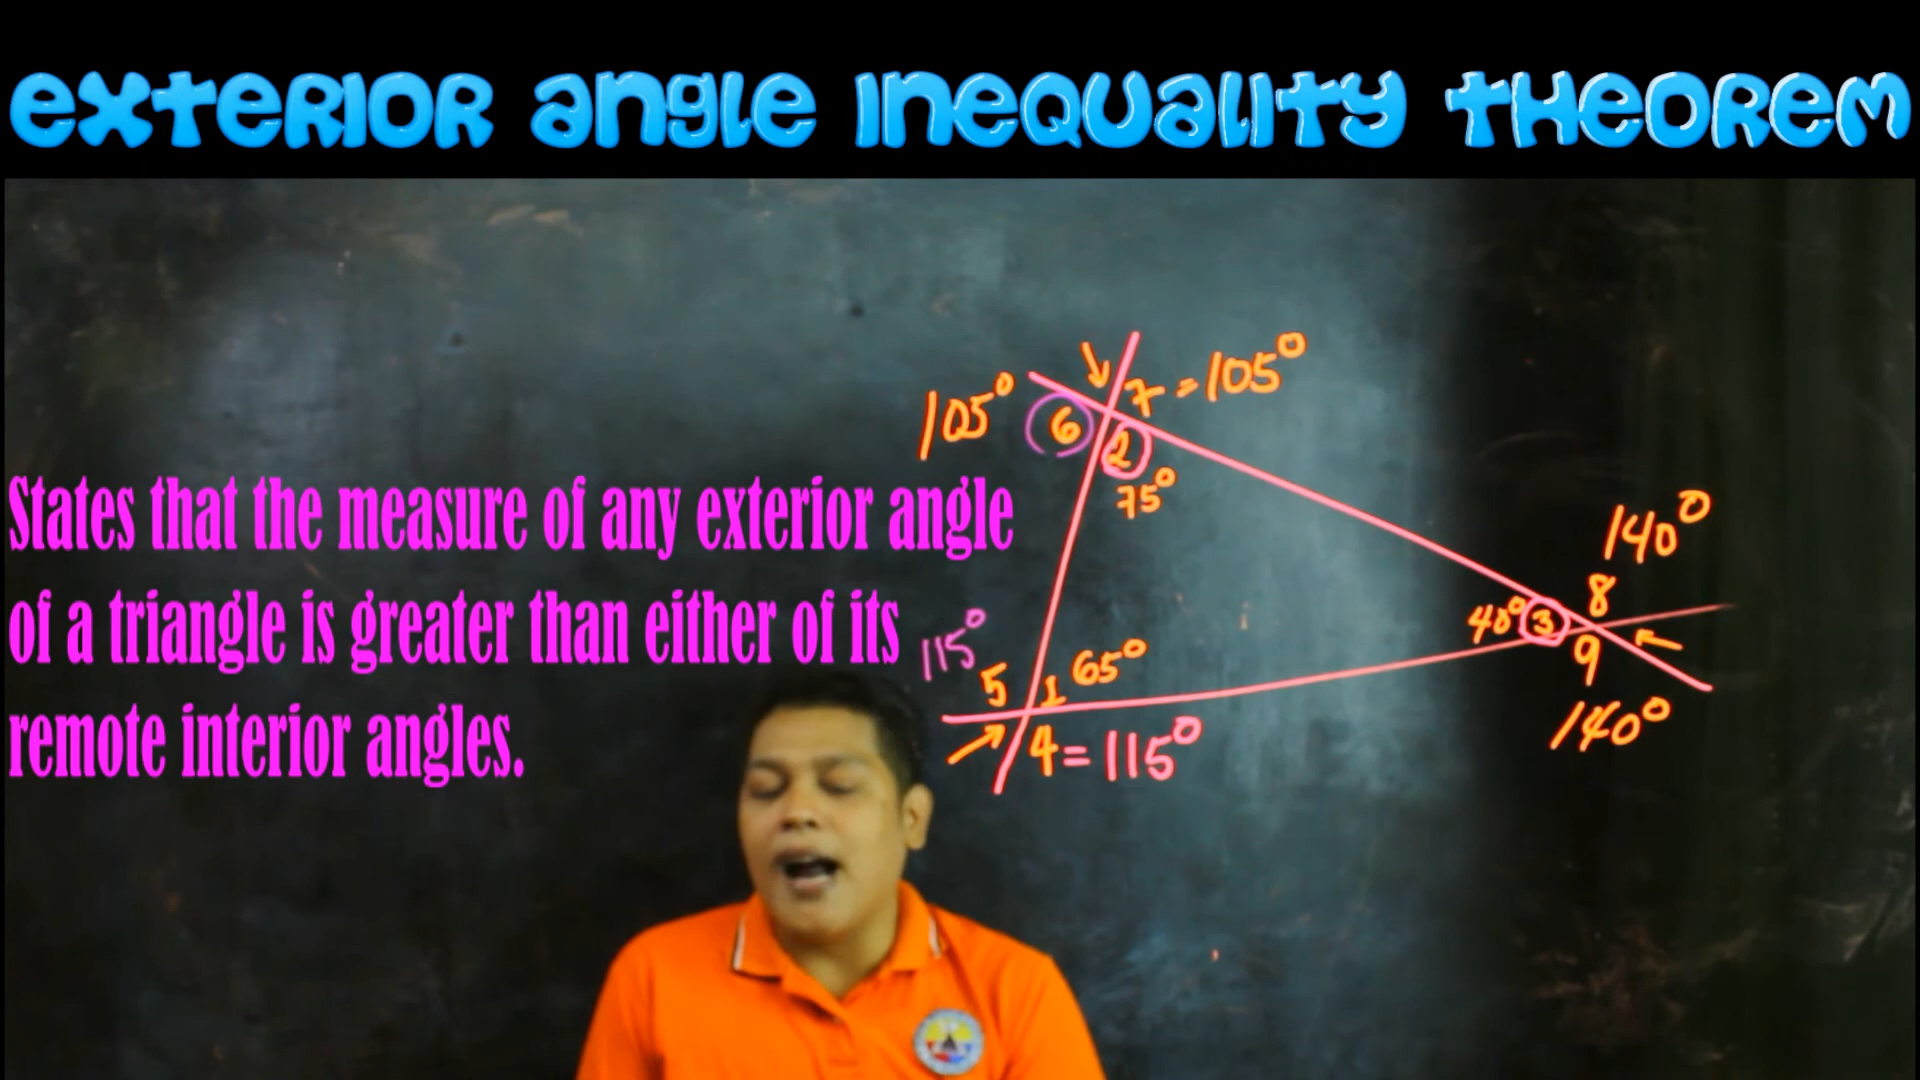 EXTERIOR ANGLE INEQUALITY THEOREM
States that the measure of any exterior angle
of a triangle is greater than either of its
remote interior angles.
105°
6
7 = 105°
2
75°
140°
8
40°
3
9
140°
115°
5
1
65°
4 = 115°